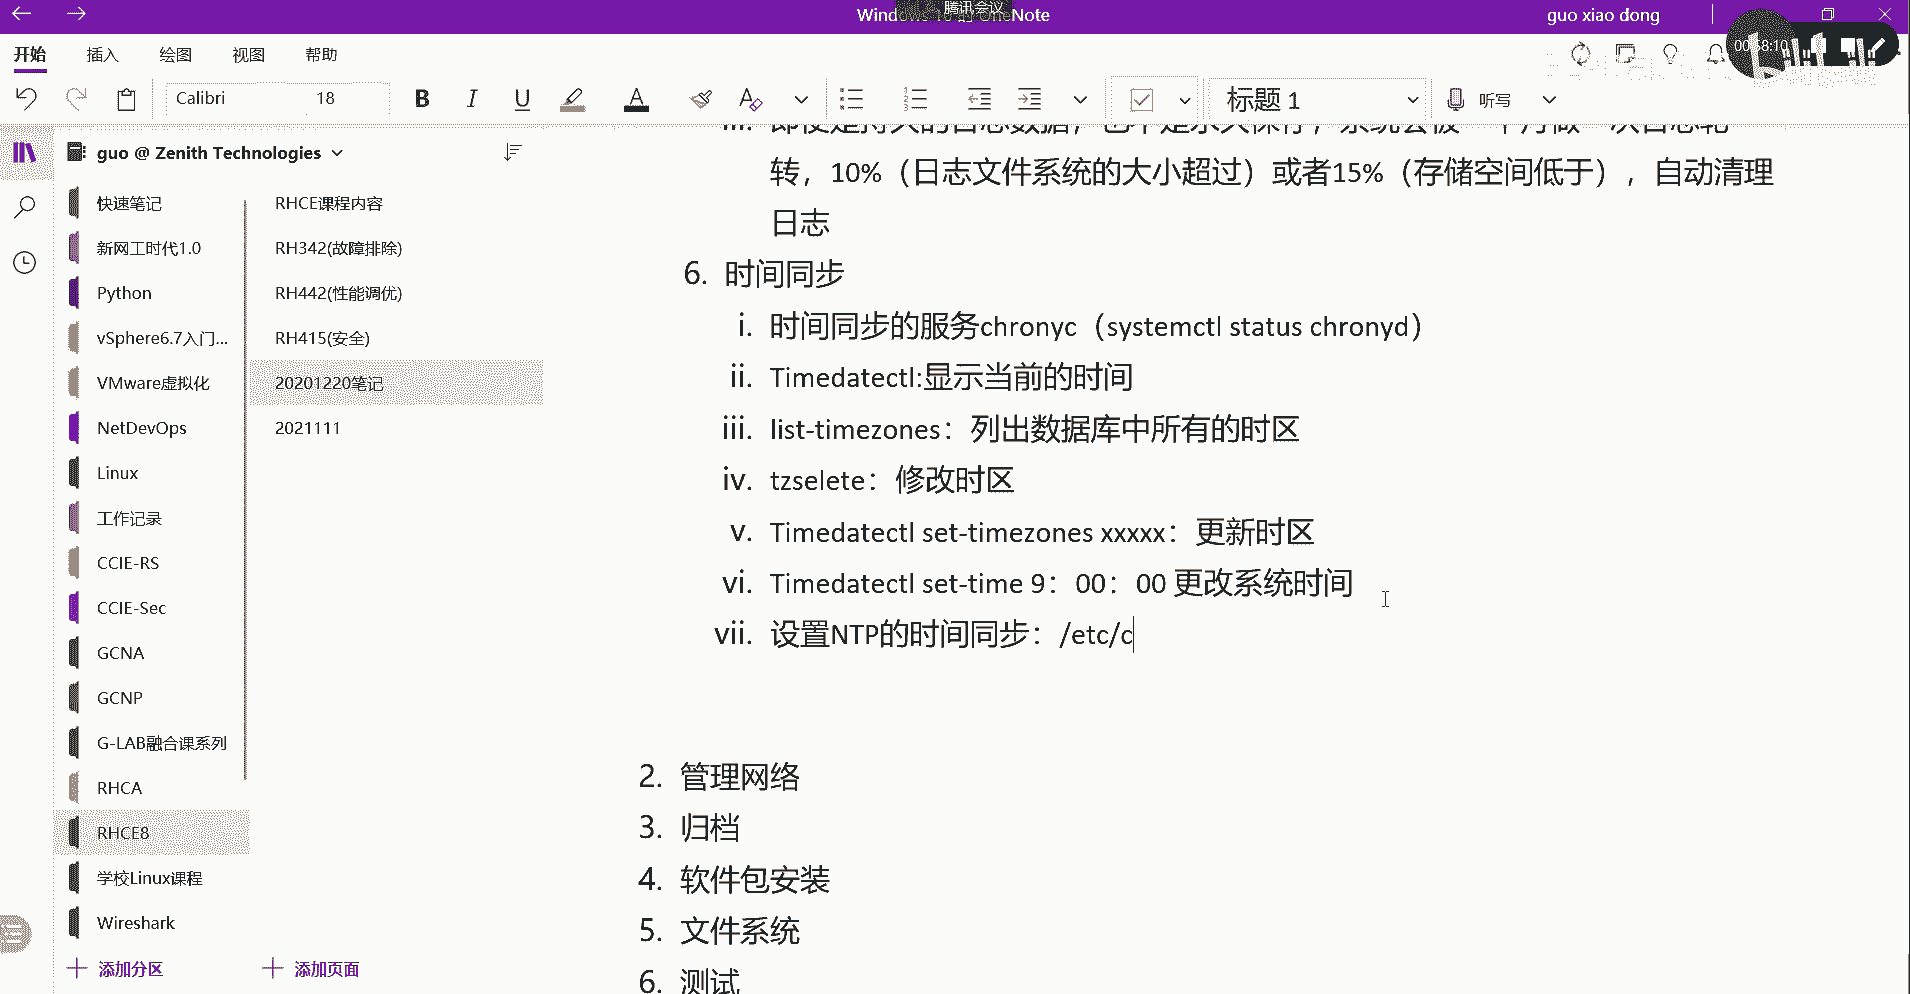 腾讯会议
guo xiao dong
00:58:10
开始 插入 绘图 视图 帮助
Calibri 18 B I U A 标题 1 听写
guo @ Zenith Technologies
快速笔记
新网工时代1.0
Python
vSphere6.7入门...
VMware虚拟化
NetDevOps
Linux
工作记录
CCIE-RS
CCIE-Sec
GCNA
GCNP
G-LAB融合课系列
RHCA
RHCE8
学校Linux课程
Wireshark
添加分区
RHCE课程内容
RH342(故障排除)
RH442(性能调优)
RH415(安全)
20201220笔记
2021111
添加页面
转，10%（日志文件系统的大小超过）或者15%（存储空间低于），自动清理
日志
6. 时间同步
i. 时间同步的服务chronyc（systemctl status chronyd）
ii. Timedatectl:显示当前的时间
iii. list-timezones：列出数据库中所有的时区
iv. tzselete：修改时区
v. Timedatectl set-timezones xxxxx：更新时区
vi. Timedatectl set-time 9：00：00 更改系统时间
vii. 设置NTP的时间同步：/etc/c
2. 管理网络
3. 归档
4. 软件包安装
5. 文件系统
6. 测试